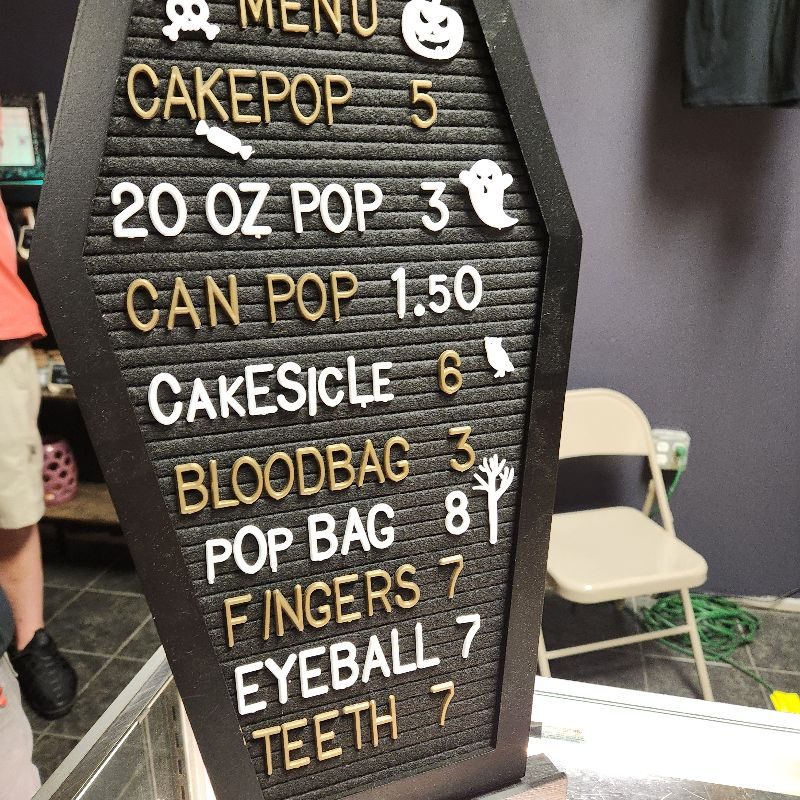 MENU
CAKEPOP 5
20 OZ POP 3
CAN POP 1.50
CAKESICLE 6
BLOODBAG 3
POP BAG 8
FINGERS 7
EYEBALL 7
TEETH 7